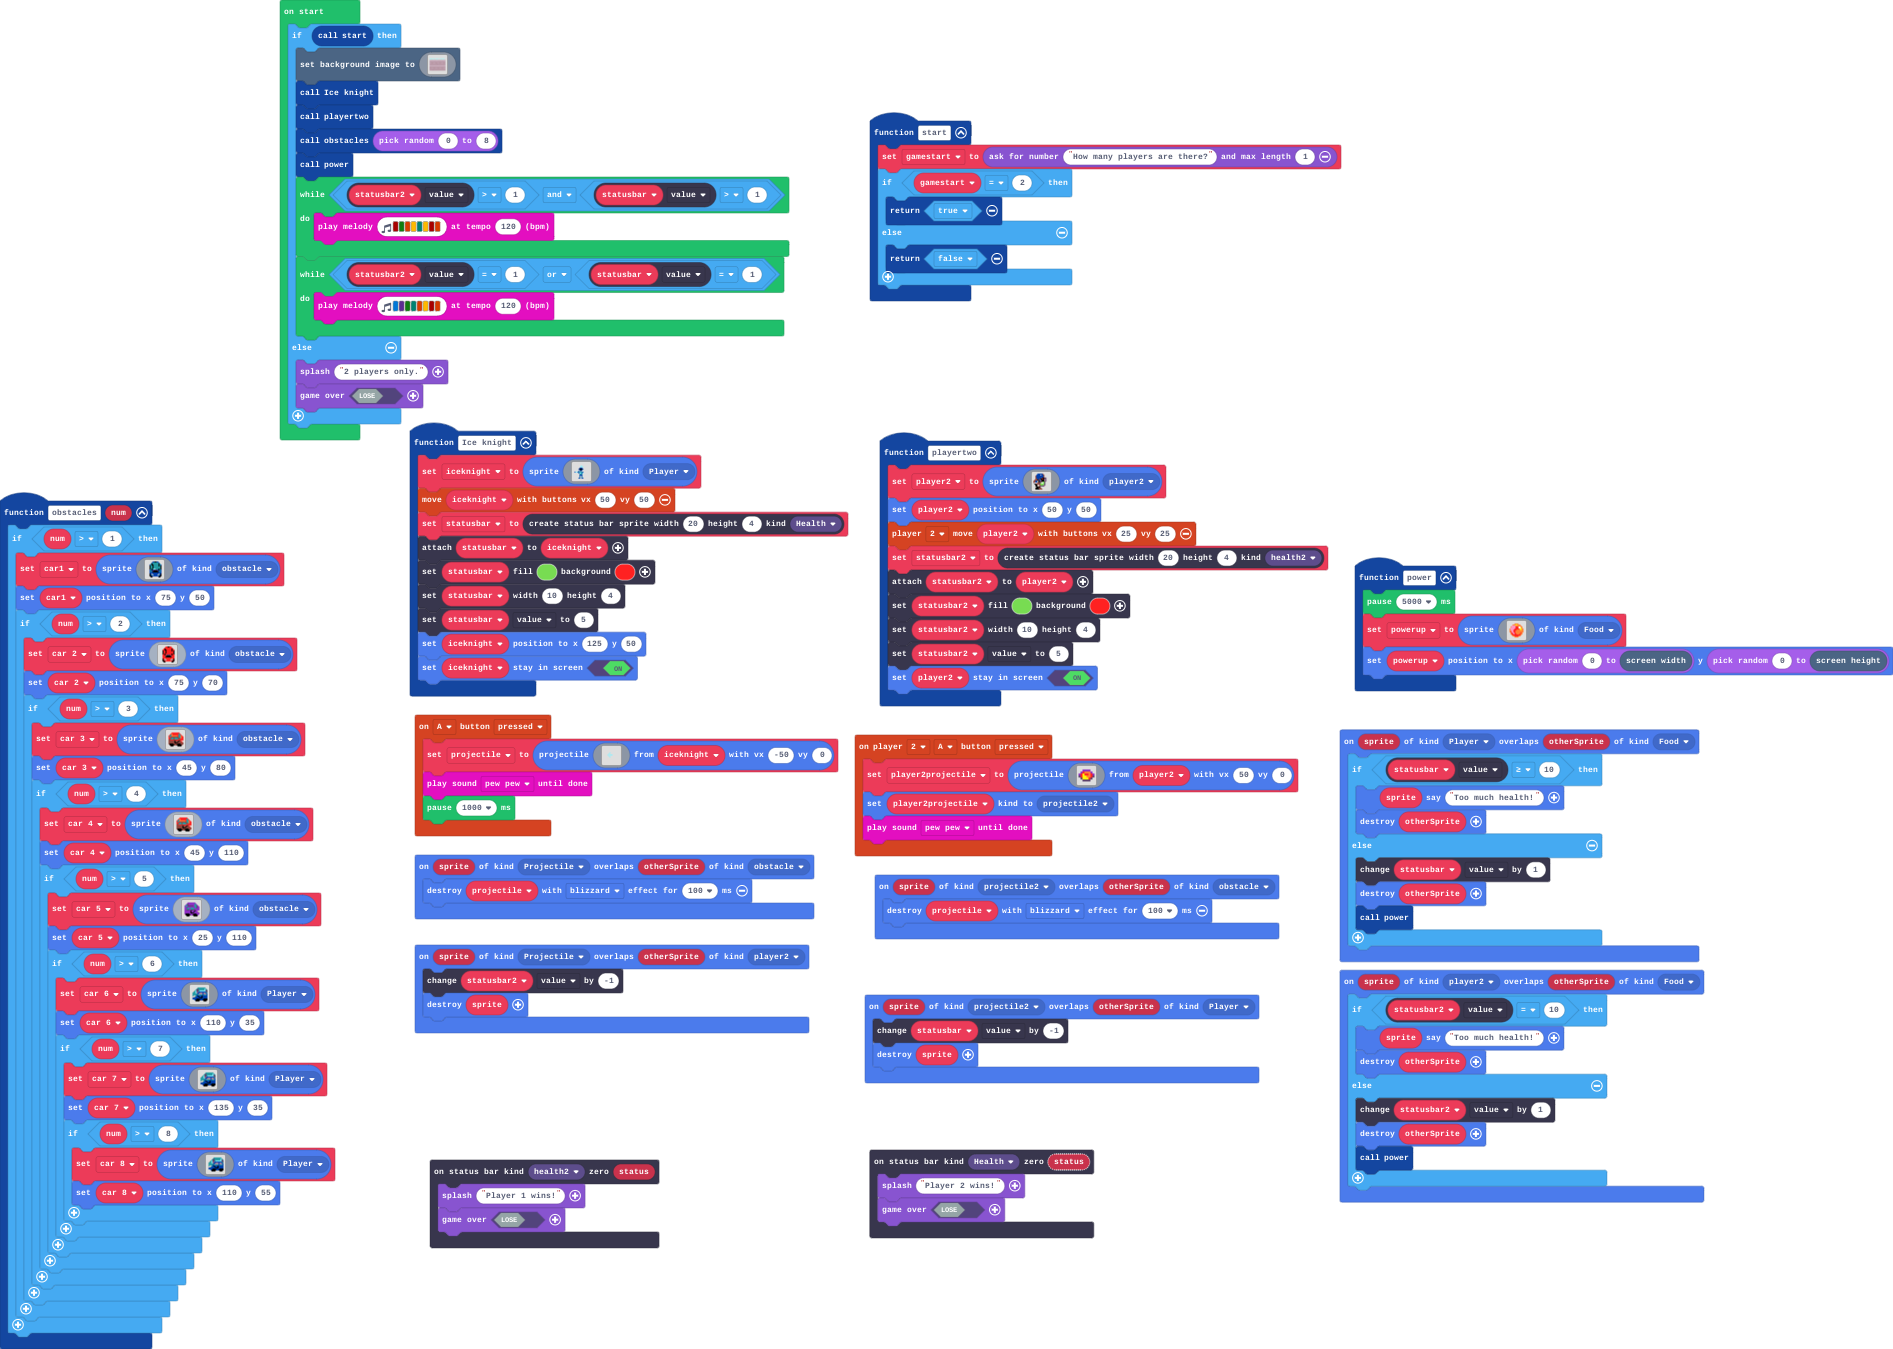 on start
if call start then
set background image to
call Ice knight
call playertwo
call obstacles pick random 0 to 8
call power
while statusbar2 value > 1 and statusbar value > 1
do
play melody at tempo 120 (bpm)
while statusbar2 value = 1 or statusbar value = 1
do
play melody at tempo 120 (bpm)
else
splash "2 players only."
game over LOSE
function start
set gamestart to ask for number "How many players are there?" and max length 1
if gamestart = 2 then
return true
else
return false
function obstacles num
if num > 1 then
set car1 to sprite of kind obstacle
set car1 position to x 75 y 50
if num > 2 then
set car 2 to sprite of kind obstacle
set car 2 position to x 75 y 70
if num > 3 then
set car 3 to sprite of kind obstacle
set car 3 position to x 45 y 80
if num > 4 then
set car 4 to sprite of kind obstacle
set car 4 position to x 45 y 110
if num > 5 then
set car 5 to sprite of kind obstacle
set car 5 position to x 25 y 110
if num > 6 then
set car 6 to sprite of kind Player
set car 6 position to x 110 y 35
if num > 7 then
set car 7 to sprite of kind Player
set car 7 position to x 135 y 35
if num > 8 then
set car 8 to sprite of kind Player
set car 8 position to x 110 y 55
function Ice knight
set iceknight to sprite of kind Player
move iceknight with buttons vx 50 vy 50
set statusbar to create status bar sprite width 20 height 4 kind Health
attach statusbar to iceknight
set statusbar fill background
set statusbar width 10 height 4
set statusbar value to 5
set iceknight position to x 125 y 50
set iceknight stay in screen ON
on A button pressed
set projectile to projectile from iceknight with vx -50 vy 0
play sound pew pew until done
pause 1000 ms
on sprite of kind Projectile overlaps otherSprite of kind obstacle
destroy projectile with blizzard effect for 100 ms
on sprite of kind Projectile overlaps otherSprite of kind player2
change statusbar2 value by -1
destroy sprite
on status bar kind health2 zero status
splash "Player 1 wins!"
game over LOSE
function playertwo
set player2 to sprite of kind player2
set player2 position to x 50 y 50
player 2 move player2 with buttons vx 25 vy 25
set statusbar2 to create status bar sprite width 20 height 4 kind health2
attach statusbar2 to player2
set statusbar2 fill background
set statusbar2 width 10 height 4
set statusbar2 value to 5
set player2 stay in screen ON
on player 2 A button pressed
set player2projectile to projectile from player2 with vx 50 vy 0
set player2projectile kind to projectile2
play sound pew pew until done
on sprite of kind projectile2 overlaps otherSprite of kind obstacle
destroy projectile with blizzard effect for 100 ms
on sprite of kind projectile2 overlaps otherSprite of kind Player
change statusbar value by -1
destroy sprite
on status bar kind Health zero status
splash "Player 2 wins!"
game over LOSE
function power
pause 5000 ms
set powerup to sprite of kind Food
set powerup position to x pick random 0 to screen width y pick random 0 to screen height
on sprite of kind Player overlaps otherSprite of kind Food
if statusbar value ≥ 10 then
sprite say "Too much health!"
destroy otherSprite
else
change statusbar value by 1
destroy otherSprite
call power
on sprite of kind player2 overlaps otherSprite of kind Food
if statusbar2 value = 10 then
sprite say "Too much health!"
destroy otherSprite
else
change statusbar2 value by 1
destroy otherSprite
call power